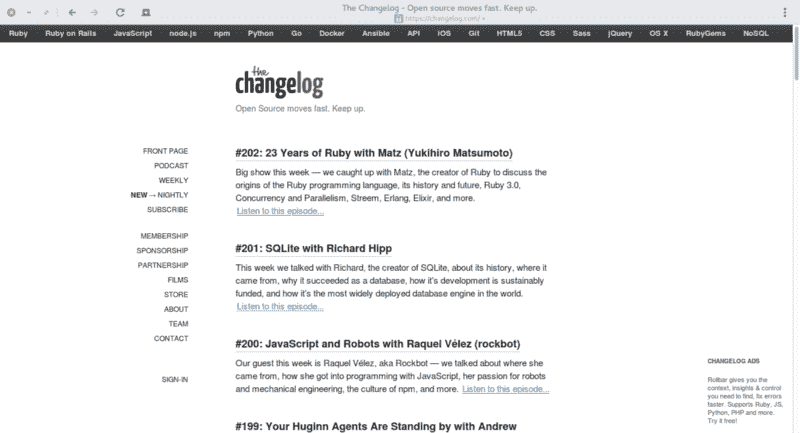 The Changelog - Open source moves fast. Keep up.
https://changelog.com/
Ruby Ruby on Rails JavaScript node.js npm Python Go Docker Ansible API iOS Git HTML5 CSS Sass jQuery OS X RubyGems NoSQL
the
changelog
Open Source moves fast. Keep up.
FRONT PAGE
PODCAST
WEEKLY
NEW → NIGHTLY
SUBSCRIBE
MEMBERSHIP
SPONSORSHIP
PARTNERSHIP
FILMS
STORE
ABOUT
TEAM
CONTACT
SIGN-IN
#202: 23 Years of Ruby with Matz (Yukihiro Matsumoto)
Big show this week — we caught up with Matz, the creator of Ruby to discuss the
origins of the Ruby programming language, its history and future, Ruby 3.0,
Concurrency and Parallelism, Streem, Erlang, Elixir, and more.
Listen to this episode...
#201: SQLite with Richard Hipp
This week we talked with Richard, the creator of SQLite, about its history, where it
came from, why it succeeded as a database, how it's development is sustainably
funded, and how it's the most widely deployed database engine in the world.
Listen to this episode...
#200: JavaScript and Robots with Raquel Vélez (rockbot)
Our guest this week is Raquel Vélez, aka Rockbot — we talked about where she
came from, how she got into programming with JavaScript, her passion for robots
and mechanical engineering, the culture of npm, and more. Listen to this episode...
#199: Your Huginn Agents Are Standing by with Andrew
CHANGELOG ADS
Rollbar gives you the
context, insights & control
you need to find, fix errors
faster. Supports Ruby, JS,
Python, PHP and more.
Try it free!